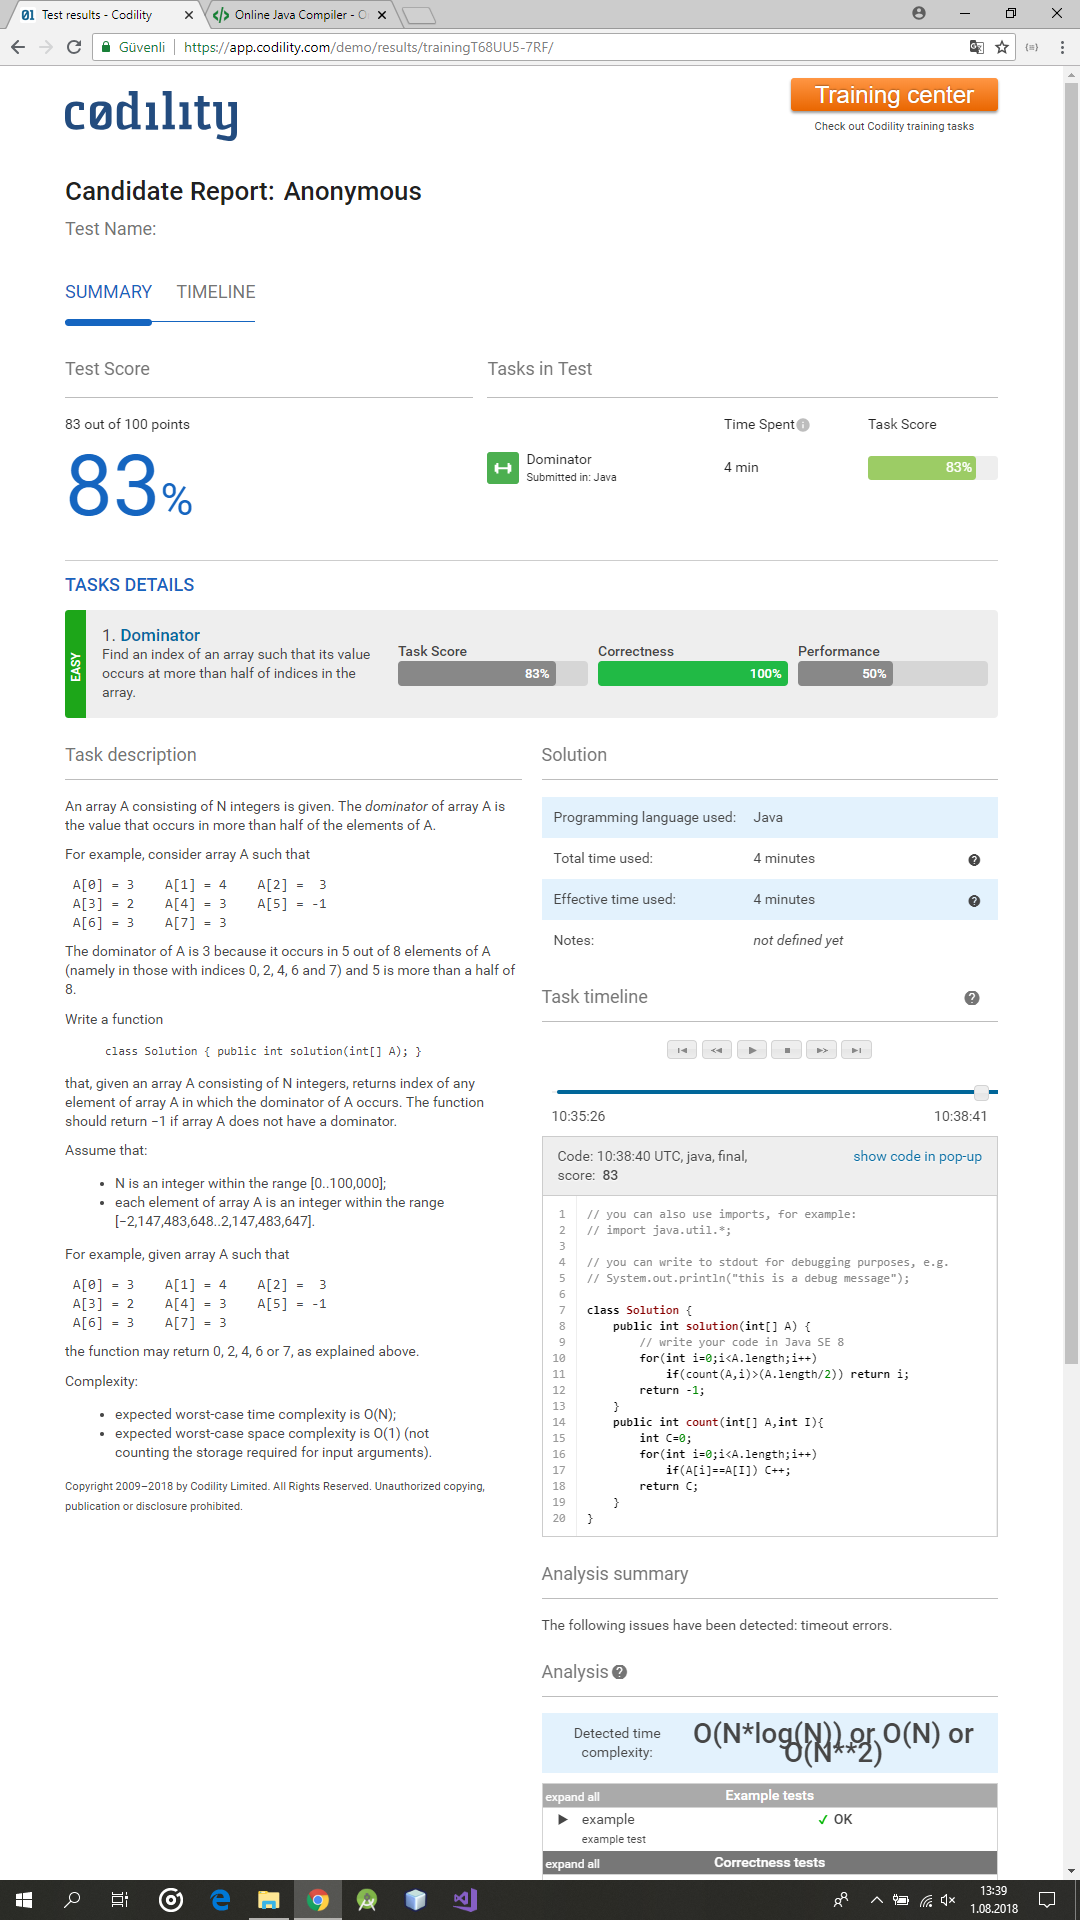 Test results - Codility
Online Java Compiler - O
Güvenli
https://app.codility.com/demo/results/trainingT68UU5-7RF/
codility
Training center
Check out Codility training tasks
Candidate Report: Anonymous
Test Name:
SUMMARY TIMELINE
Test Score
Tasks in Test
83 out of 100 points
83%
Time Spent
Task Score
Dominator
Submitted in: Java
4 min
83%
TASKS DETAILS
EASY
1. Dominator
Find an index of an array such that its value
occurs at more than half of indices in the
array.
Task Score
83%
Correctness
100%
Performance
50%
Task description
An array A consisting of N integers is given. The dominator of array A is
the value that occurs in more than half of the elements of A.
For example, consider array A such that
A[0] = 3 A[1] = 4 A[2] = 3
A[3] = 2 A[4] = 3 A[5] = -1
A[6] = 3 A[7] = 3
The dominator of A is 3 because it occurs in 5 out of 8 elements of A
(namely in those with indices 0, 2, 4, 6 and 7) and 5 is more than a half of
8.
Write a function
class Solution { public int solution(int[] A); }
that, given an array A consisting of N integers, returns index of any
element of array A in which the dominator of A occurs. The function
should return −1 if array A does not have a dominator.
Assume that:
• N is an integer within the range [0..100,000];
• each element of array A is an integer within the range
[−2,147,483,648..2,147,483,647].
For example, given array A such that
A[0] = 3 A[1] = 4 A[2] = 3
A[3] = 2 A[4] = 3 A[5] = -1
A[6] = 3 A[7] = 3
the function may return 0, 2, 4, 6 or 7, as explained above.
Complexity:
• expected worst-case time complexity is O(N);
• expected worst-case space complexity is O(1) (not
counting the storage required for input arguments).
Copyright 2009–2018 by Codility Limited. All Rights Reserved. Unauthorized copying,
publication or disclosure prohibited.
Solution
Programming language used: Java
Total time used: 4 minutes
Effective time used: 4 minutes
Notes: not defined yet
Task timeline
10:35:26
10:38:41
Code: 10:38:40 UTC, java, final,
score: 83
show code in pop-up
1 // you can also use imports, for example:
2 // import java.util.*;
3
4 // you can write to stdout for debugging purposes, e.g.
5 // System.out.println("this is a debug message");
6
7 class Solution {
8 public int solution(int[] A) {
9 // write your code in Java SE 8
10 for(int i=0;i<A.length;i++)
11 if(count(A,i)>(A.length/2)) return i;
12 return -1;
13 }
14 public int count(int[] A,int I){
15 int C=0;
16 for(int i=0;i<A.length;i++)
17 if(A[i]==A[I]) C++;
18 return C;
19 }
20 }
Analysis summary
The following issues have been detected: timeout errors.
Analysis
Detected time
complexity:
O(N*log(N)) or O(N) or
O(N**2)
expand all Example tests
example
example test
✓ OK
expand all Correctness tests
13:39
1.08.2018